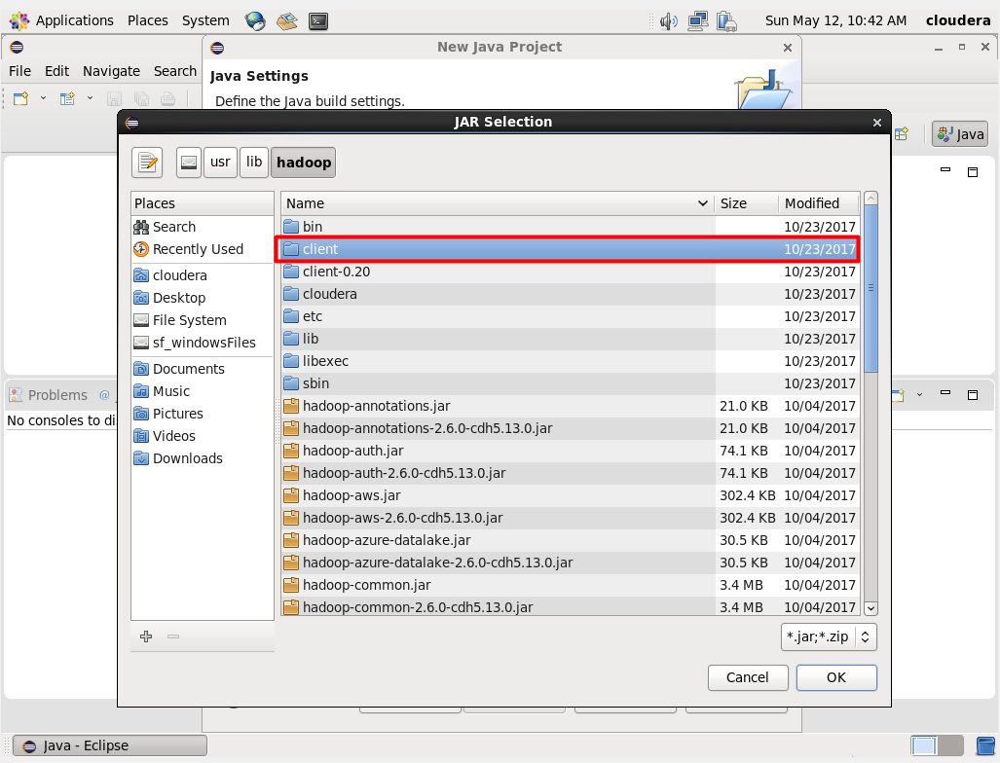 Applications Places System Sun May 12, 10:42 AM cloudera
New Java Project
File Edit Navigate Search
Java Settings
Define the Java build settings.
JAR Selection
Java
usr lib hadoop
Places
Search
Recently Used
cloudera
Desktop
File System
sf_windowsFiles
Documents
Music
Pictures
Videos
Downloads
Name Size Modified
bin 10/23/2017
client 10/23/2017
client-0.20 10/23/2017
cloudera 10/23/2017
etc 10/23/2017
lib 10/23/2017
libexec 10/23/2017
sbin 10/23/2017
hadoop-annotations.jar 21.0 KB 10/04/2017
hadoop-annotations-2.6.0-cdh5.13.0.jar 21.0 KB 10/04/2017
hadoop-auth.jar 74.1 KB 10/04/2017
hadoop-auth-2.6.0-cdh5.13.0.jar 74.1 KB 10/04/2017
hadoop-aws.jar 302.4 KB 10/04/2017
hadoop-aws-2.6.0-cdh5.13.0.jar 302.4 KB 10/04/2017
hadoop-azure-datalake.jar 30.5 KB 10/04/2017
hadoop-azure-datalake-2.6.0-cdh5.13.0.jar 30.5 KB 10/04/2017
hadoop-common.jar 3.4 MB 10/04/2017
hadoop-common-2.6.0-cdh5.13.0.jar 3.4 MB 10/04/2017
Problems @
No consoles to di
*.jar;*.zip
Cancel OK
Java - Eclipse